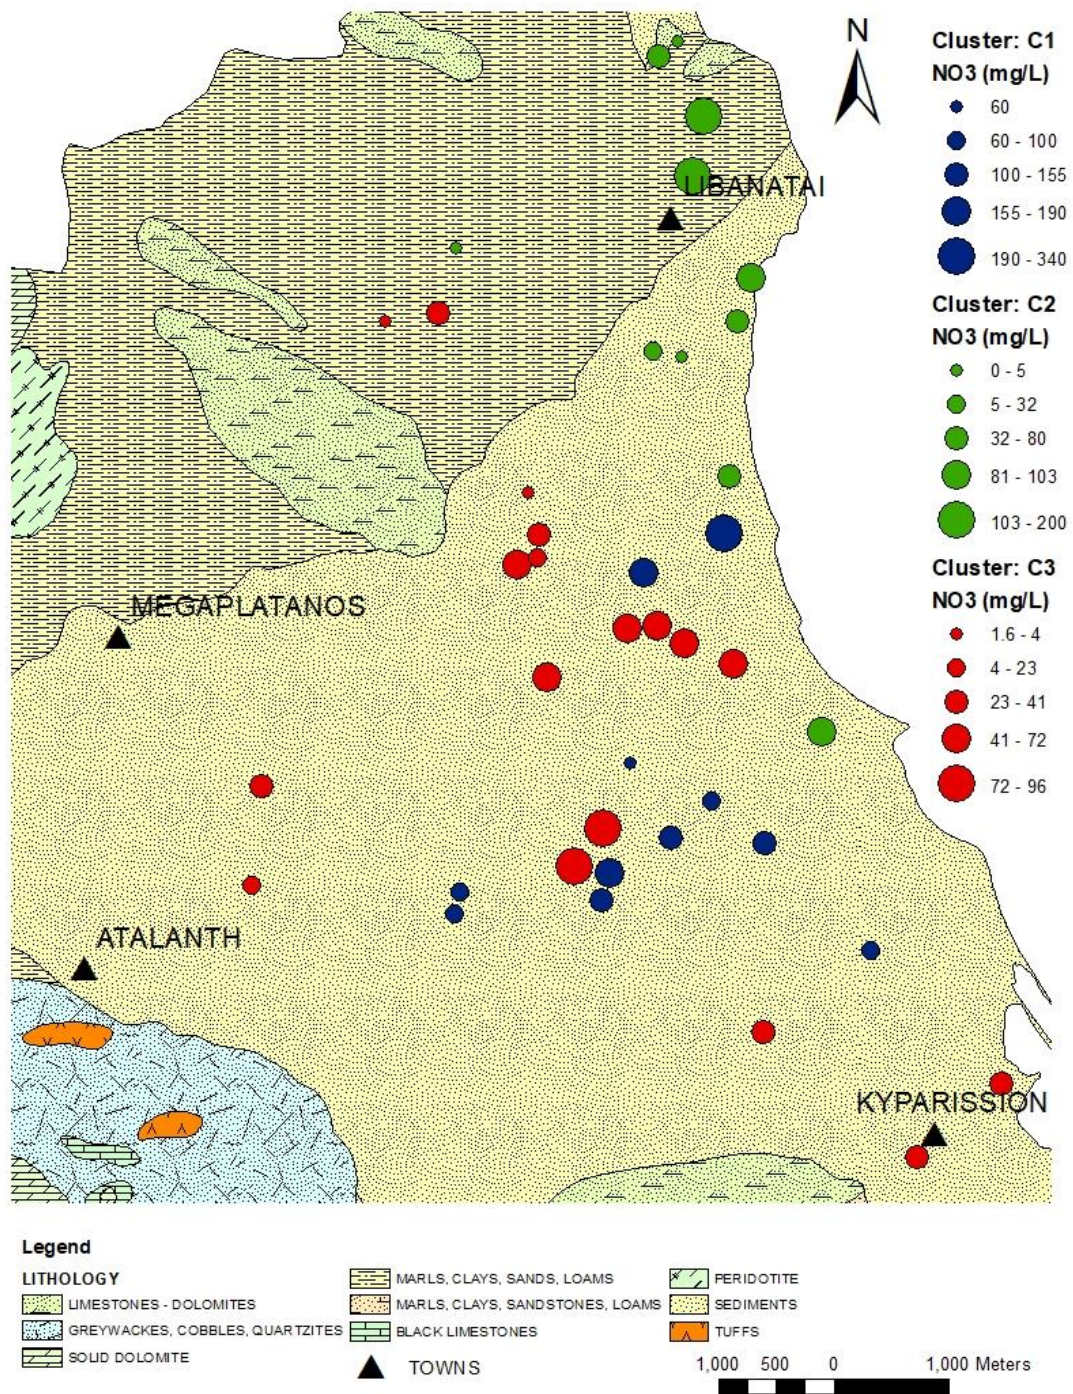 N
LIBANATAI
MEGAPLATANOS
ATALANTH
KYPARISSION
Cluster: C1
NO3 (mg/L)
60
60 - 100
100 - 155
155 - 190
190 - 340
Cluster: C2
NO3 (mg/L)
0 - 5
5 - 32
32 - 80
81 - 103
103 - 200
Cluster: C3
NO3 (mg/L)
1.6 - 4
4 - 23
23 - 41
41 - 72
72 - 96
Legend
LITHOLOGY
LIMESTONES - DOLOMITES
GREYWACKES, COBBLES, QUARTZITES
SOLID DOLOMITE
MARLS, CLAYS, SANDS, LOAMS
MARLS, CLAYS, SANDSTONES, LOAMS
BLACK LIMESTONES
TOWNS
PERIDOTITE
SEDIMENTS
TUFFS
1,000 500 0 1,000 Meters